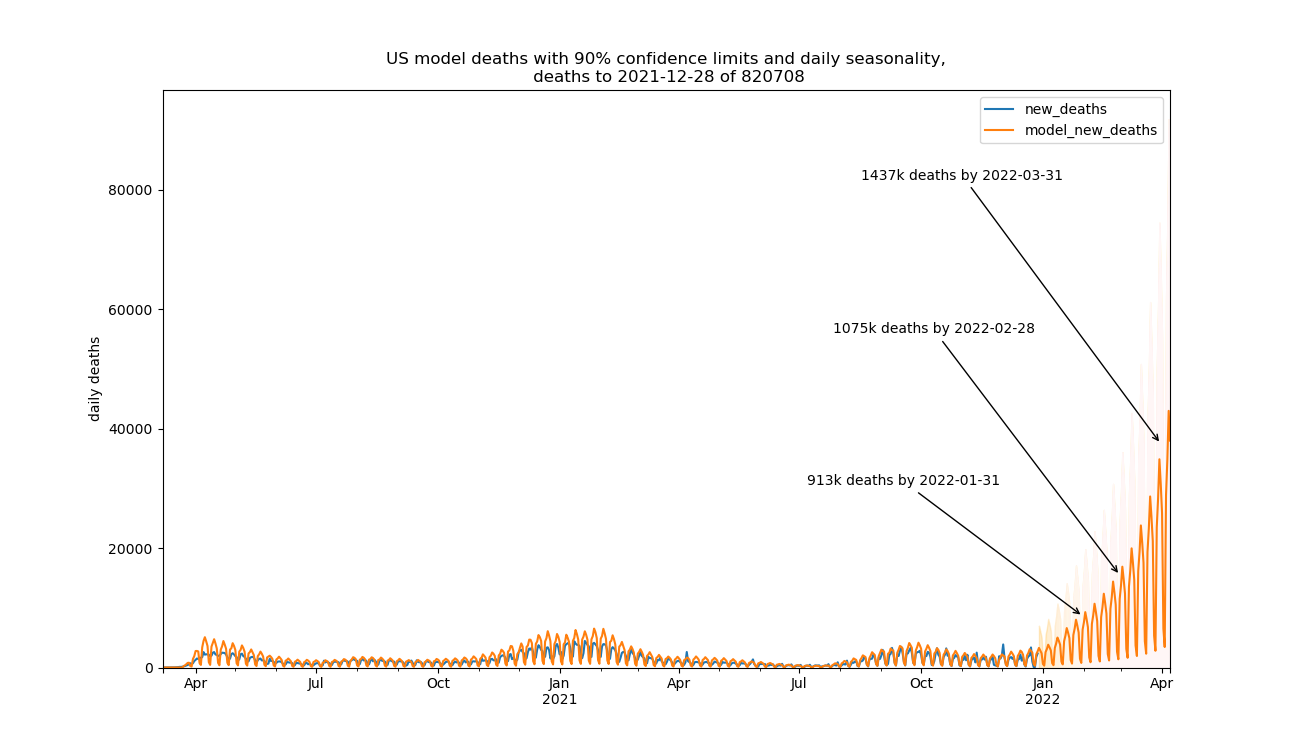 US model deaths with 90% confidence limits and daily seasonality,
deaths to 2021-12-28 of 820708
new_deaths
model_new_deaths
1437k deaths by 2022-03-31
1075k deaths by 2022-02-28
913k deaths by 2022-01-31
daily deaths
80000
60000
40000
20000
0
Apr Jul Oct Jan Apr Jul Oct Jan Apr
2021 2022